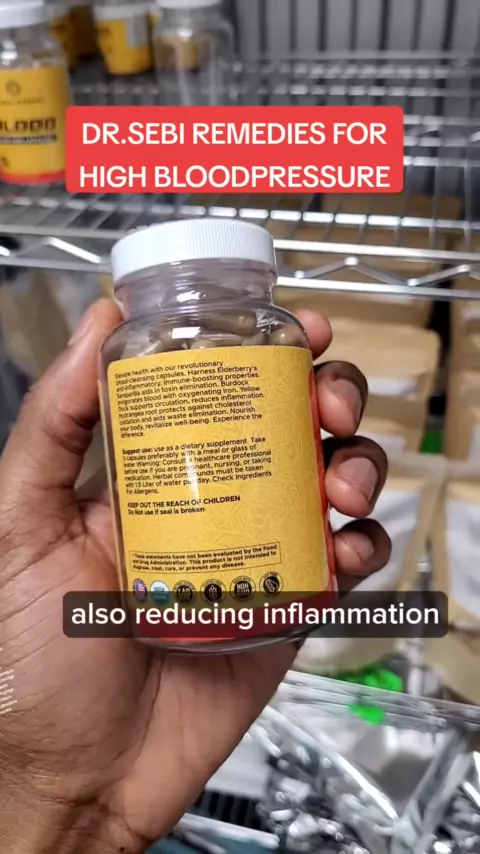 DR.SEBI REMEDIES FOR
HIGH BLOODPRESSURE
Elevate health with our revolutionary
blood-cleansing capsules. Harness Elderberry's
anti-inflammatory, immune-boosting properties.
Sarsaparilla aids in toxin elimination. Burdock
invigorates blood with oxygenating iron. Yellow
Dock supports circulation, reduces inflammation.
Hydrangea root protects against cholesterol
oxidation and aids waste elimination. Nourish
your body, revitalize well-being. Experience the
difference.
Suggest use: use as a dietary supplement Take
capsules preferably with a meal or glass of
water Warning: Consult a healthcare professional
before use if you are pregnant, nursing, or taking
medication. Herbal compounds must be taken
with 1.5 Liter of water per day. Check Ingredients
For Allergens.
KEEP OUT THE REACH OF CHILDREN
Do Not use if seal is broken
These statements have not been evaluated by the Food
and Drug Administration. This product is not intended to
diagnose, treat, cure, or prevent any disease.
NON
also reducing inflammation